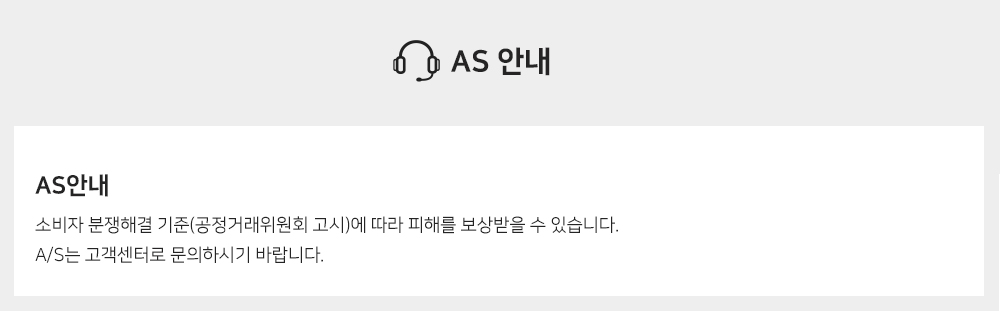 AS 안내
AS안내
소비자 분쟁해결 기준(공정거래위원회 고시)에 따라 피해를 보상받을 수 있습니다.
A/S는 고객센터로 문의하시기 바랍니다.